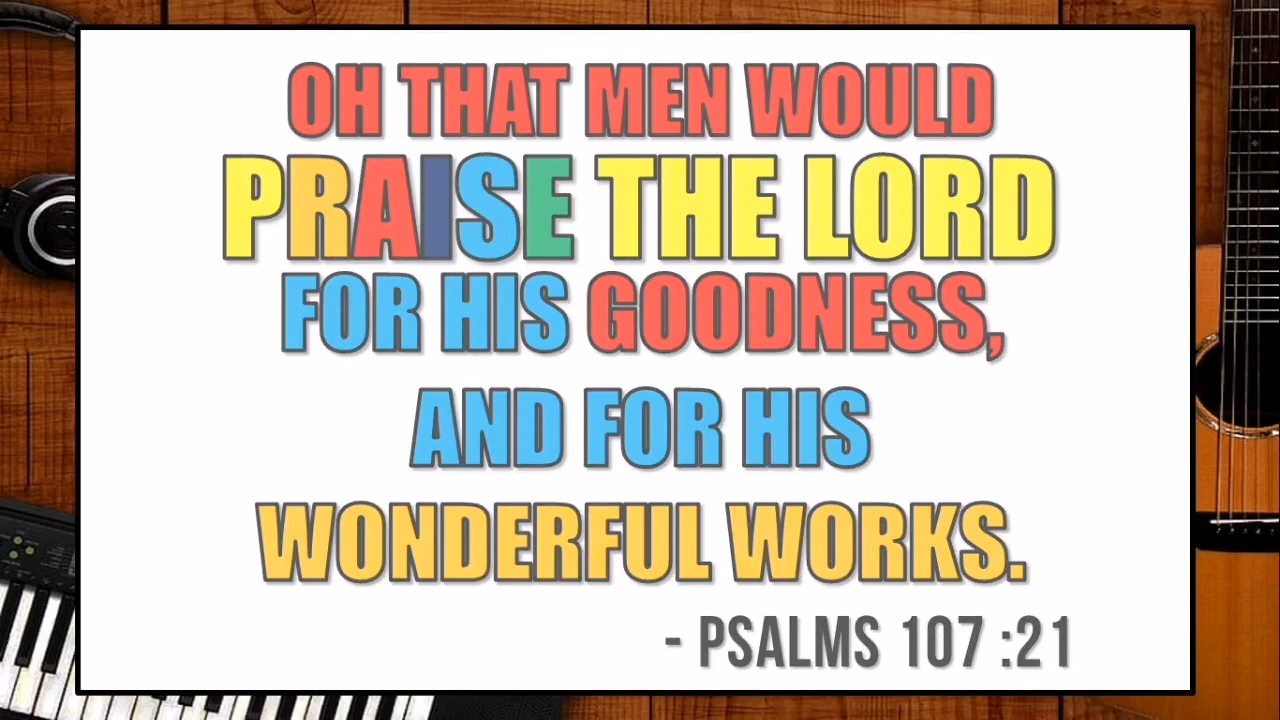 OH THAT MEN WOULD
PRAISE THE LORD
FOR HIS GOODNESS,
AND FOR HIS
WONDERFUL WORKS.
- PSALMS 107 :21